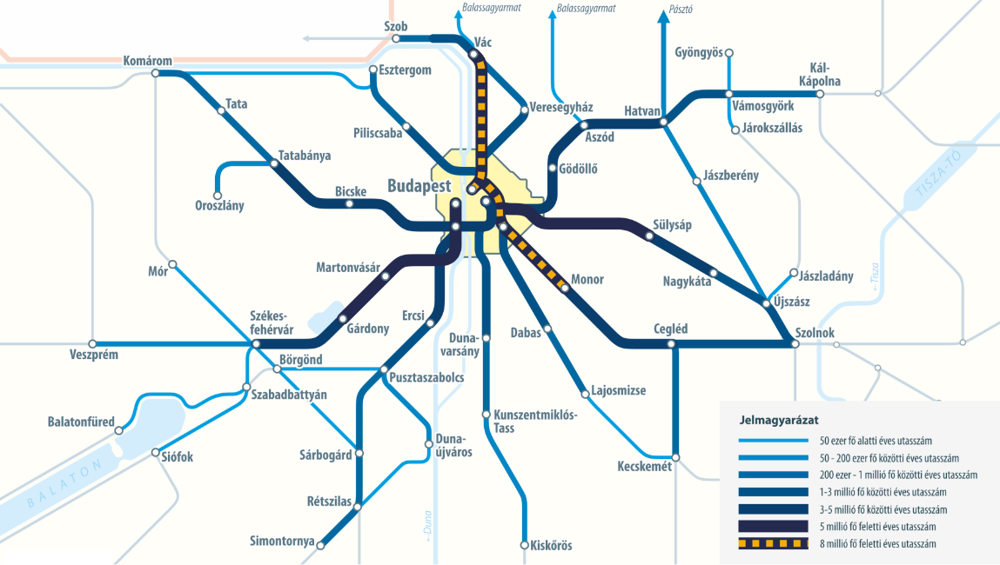 Balassagyarmat
Balassagyarmat
Pásztó
Szob
Vác
Gyöngyös
Komárom
Esztergom
Kál-
Kápolna
Tata
Veresegyház
Hatvan
Vámosgyörk
Piliscsaba
Aszód
Járokszállás
Tatabánya
Gödöllő
Jászberény
TISZA-TÓ
Budapest
Bicske
Oroszlány
Sülysáp
Mór
Martonvásár
Monor
Nagykáta
Jászladány
←Tisza
Újszász
Székes-
fehérvár
Gárdony
Ercsi
Duna-
varsány
Dabas
Cegléd
Szolnok
Veszprém
Börgönd
Pusztaszabolcs
Szabadbattyán
Lajosmizse
Balatonfüred
Kunszentmiklós-
Tass
Siófok
Sárbogárd
Duna-
újváros
Kecskemét
BALATON
Rétszilas
←Duna
Simontornya
Kiskőrös
Jelmagyarázat
50 ezer fő alatti éves utasszám
50 - 200 ezer fő közötti éves utasszám
200 ezer - 1 millió fő közötti éves utasszám
1-3 millió fő közötti éves utasszám
3-5 millió fő közötti éves utasszám
5 millió fő feletti éves utasszám
8 millió fő feletti éves utasszám